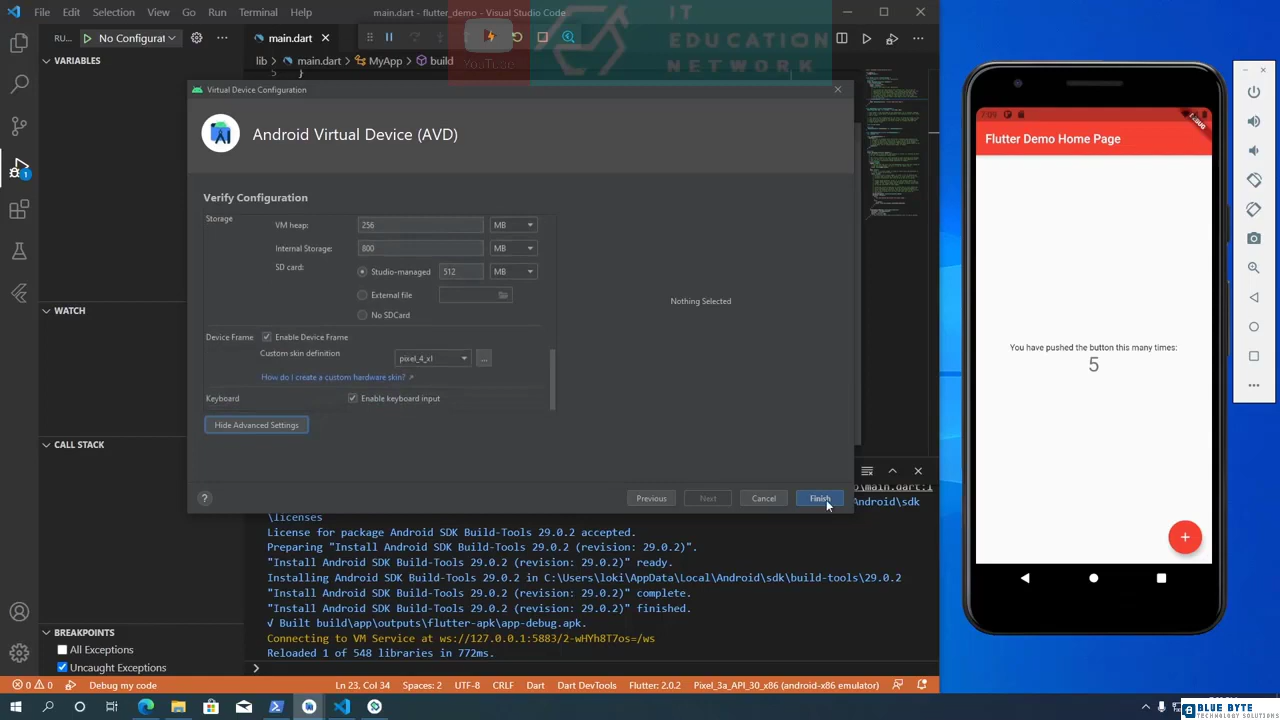 File Edit Selection View Go Run Terminal Help main.dart - flutter_demo - Visual Studio Code
IT
EDUCATION
NETWORK
YouTube
RU... No Configurat main.dart
VARIABLES
lib > main.dart > MyApp > build
Virtual Device Configuration
Android Virtual Device (AVD)
Verify Configuration
Storage
VM heap: 256 MB
Internal Storage: 800 MB
SD card: Studio-managed 512 MB
External file
No SDCard
Nothing Selected
Device Frame Enable Device Frame
Custom skin definition pixel_4_xl ...
How do I create a custom hardware skin? ↗
Keyboard Enable keyboard input
Hide Advanced Settings
? Previous Next Cancel Finish
WATCH
CALL STACK
BREAKPOINTS
All Exceptions
Uncaught Exceptions
\main.dart:1
Android\sdk
\licenses
License for package Android SDK Build-Tools 29.0.2 accepted.
Preparing "Install Android SDK Build-Tools 29.0.2 (revision: 29.0.2)".
"Install Android SDK Build-Tools 29.0.2 (revision: 29.0.2)" ready.
Installing Android SDK Build-Tools 29.0.2 in C:\Users\loki\AppData\Local\Android\sdk\build-tools\29.0.2
"Install Android SDK Build-Tools 29.0.2 (revision: 29.0.2)" complete.
"Install Android SDK Build-Tools 29.0.2 (revision: 29.0.2)" finished.
√ Built build\app\outputs\flutter-apk\app-debug.apk.
Connecting to VM Service at ws://127.0.0.1:5883/2-wHYh8T7os=/ws
Reloaded 1 of 548 libraries in 772ms.
>
0 0 Debug my code Ln 23, Col 34 Spaces: 2 UTF-8 CRLF Dart Dart DevTools Flutter: 2.0.2 Pixel_3a_API_30_x86 (android-x86 emulator)
7:09
DEBUG
Flutter Demo Home Page
You have pushed the button this many times:
5
+
BLUE BYTE
TECHNOLOGY SOLUTIONS